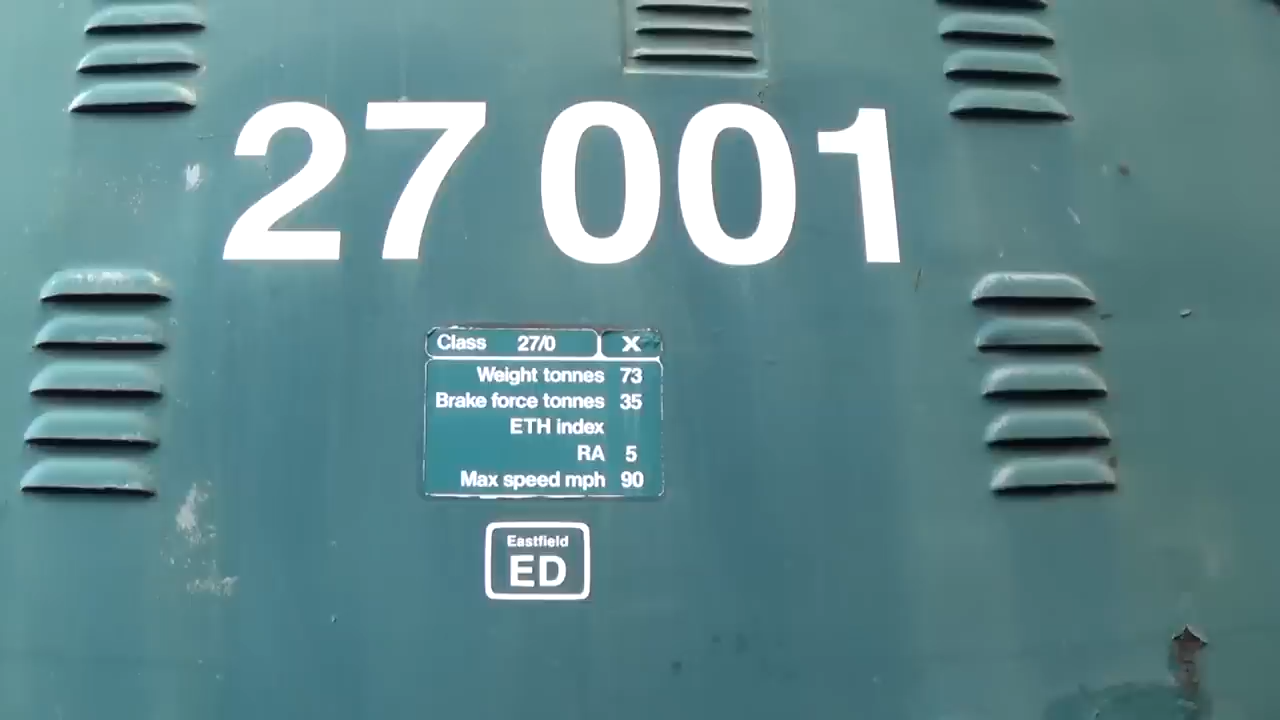 27 001
Class 27/0 X
Weight tonnes 73
Brake force tonnes 35
ETH index
RA 5
Max speed mph 90
Eastfield
ED